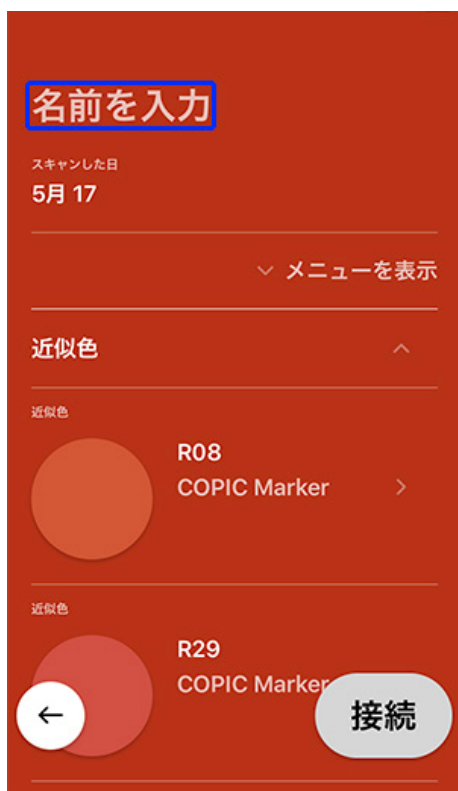 名前を入力
スキャンした日
5月 17
メニューを表示
近似色
近似色
R08
COPIC Marker
近似色
R29
COPIC Marker
接続